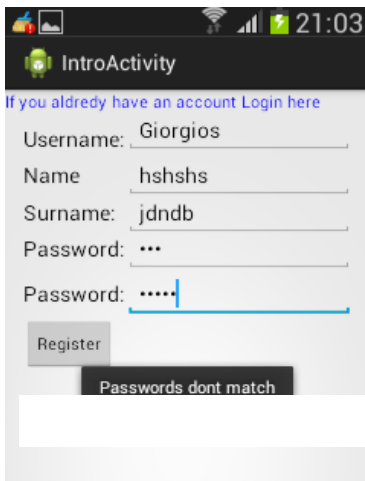 21:03
IntroActivity
If you aldredy have an account Login here
Username: Giorgios
Name hshshs
Surname: jdndb
Password: •••
Password: •••••
Register
Passwords dont match